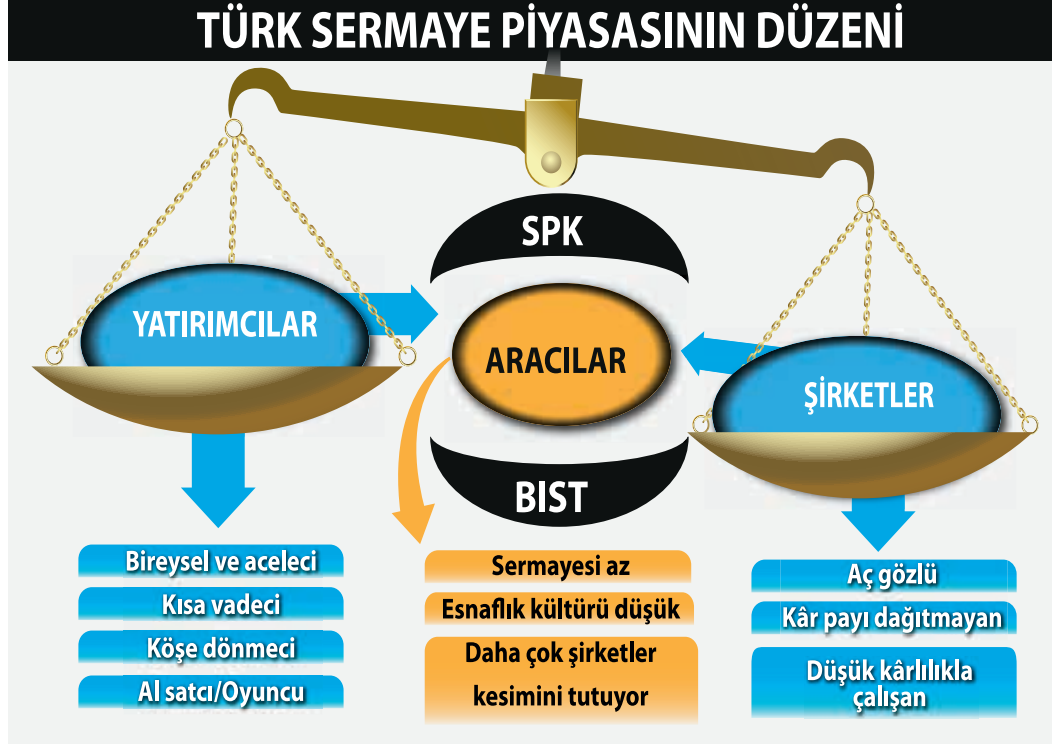 TÜRK SERMAYE PİYASASININ DÜZENİ
SPK
YATIRIMCILAR
ARACILAR
ŞİRKETLER
BIST
Bireysel ve aceleci
Kısa vadeci
Köşe dönmeci
Al satcı/Oyuncu
Sermayesi az
Esnaflık kültürü düşük
Daha çok şirketler
kesimini tutuyor
Aç gözlü
Kâr payı dağıtmayan
Düşük kârlılıkla
çalışan